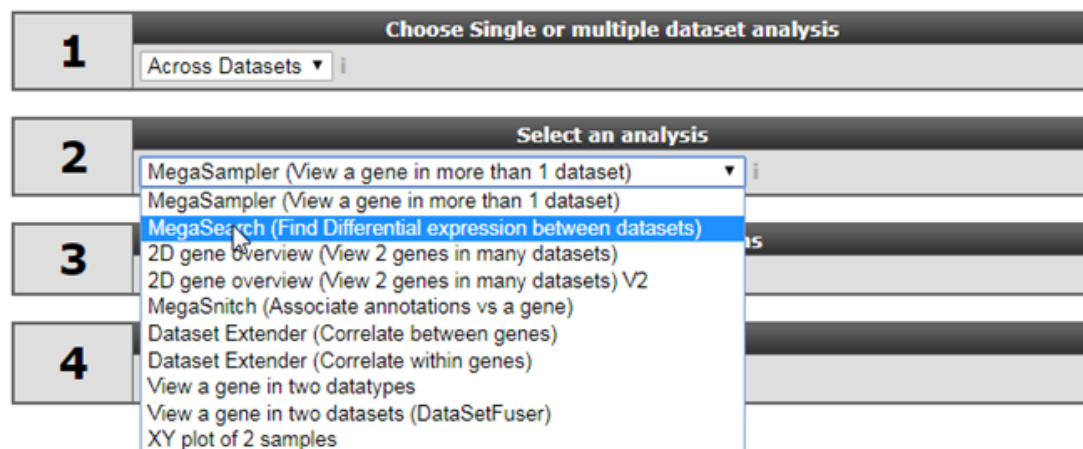 1
Choose Single or multiple dataset analysis
Across Datasets ▼ i
2
Select an analysis
MegaSampler (View a gene in more than 1 dataset) ▼ i
MegaSampler (View a gene in more than 1 dataset)
MegaSearch (Find Differential expression between datasets)
3
2D gene overview (View 2 genes in many datasets)
2D gene overview (View 2 genes in many datasets) V2
MegaSnitch (Associate annotations vs a gene)
Dataset Extender (Correlate between genes)
4
Dataset Extender (Correlate within genes)
View a gene in two datatypes
View a gene in two datasets (DataSetFuser)
XY plot of 2 samples